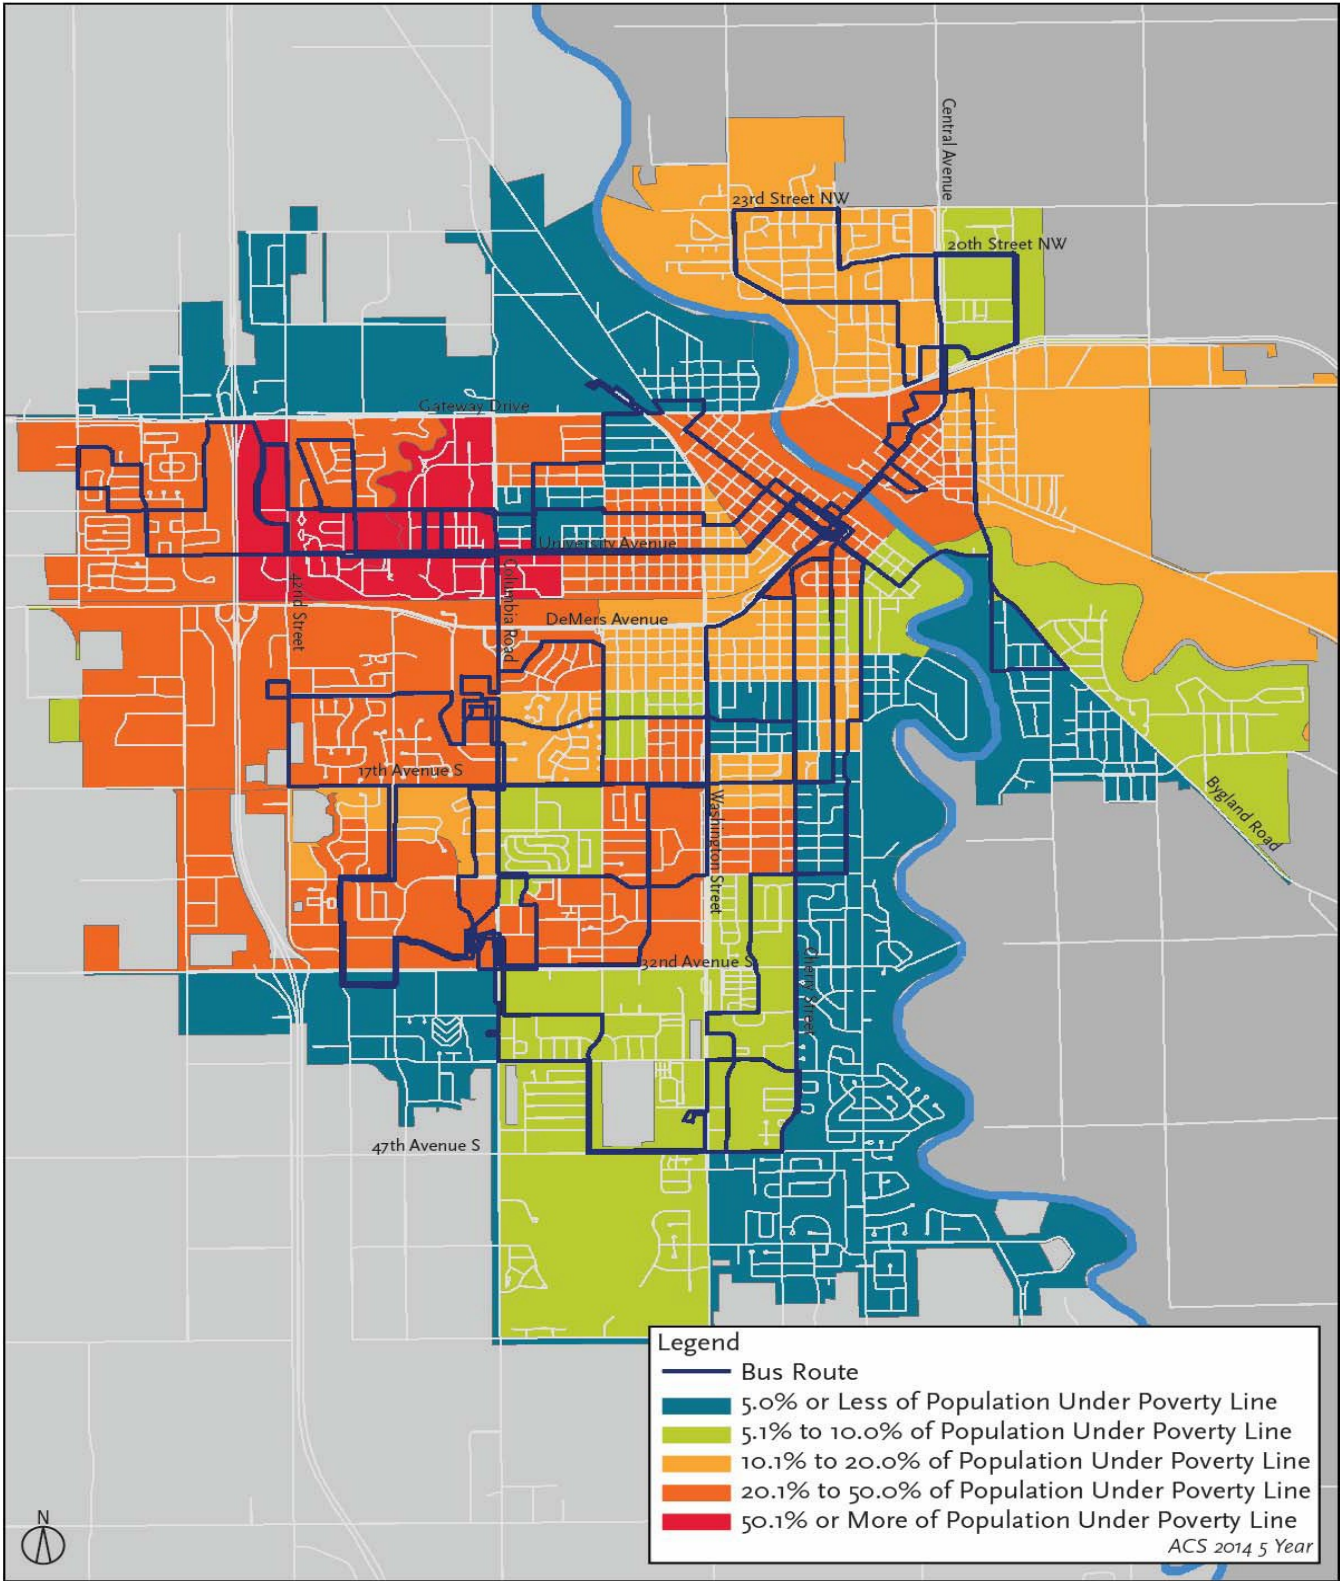 Central Avenue
23rd Street NW
20th Street NW
Gateway Drive
University Avenue
42nd Street
Columbia Road
DeMers Avenue
17th Avenue S
Washington Street
Bygland Road
32nd Avenue S
Cherry Street
47th Avenue S
Legend
Bus Route
5.0% or Less of Population Under Poverty Line
5.1% to 10.0% of Population Under Poverty Line
10.1% to 20.0% of Population Under Poverty Line
20.1% to 50.0% of Population Under Poverty Line
50.1% or More of Population Under Poverty Line
ACS 2014 5 Year
N